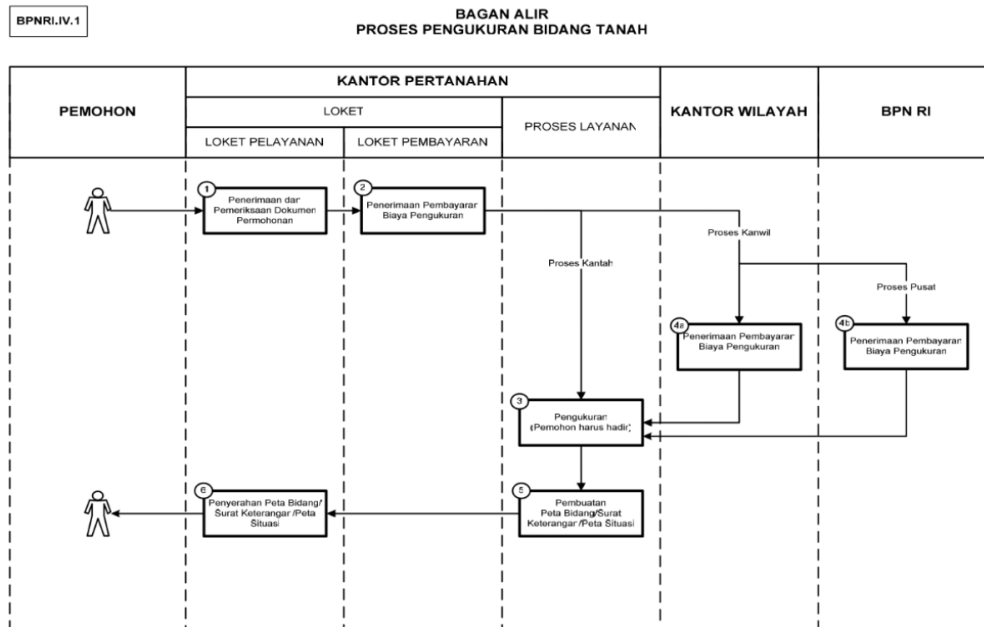 BPNRI.IV.1
BAGAN ALIR
PROSES PENGUKURAN BIDANG TANAH
PEMOHON
KANTOR PERTANAHAN
LOKET
LOKET PELAYANAN
LOKET PEMBAYARAN
PROSES LAYANAN
KANTOR WILAYAH
BPN RI
1
Penerimaan dan
Pemeriksaan Dokumen
Permohonan
2
Penerimaan Pembayaran
Biaya Pengukuran
Proses Kanwil
Proses Kantah
Proses Pusat
4a
Penerimaan Pembayaran
Biaya Pengukuran
4b
Penerimaan Pembayaran
Biaya Pengukuran
3
Pengukuran
(Pemohon harus hadir)
6
Penyerahan Peta Bidang/
Surat Keterangan /Peta
Situasi
5
Pembuatan
Peta Bidang/Surat
Keterangan /Peta Situasi